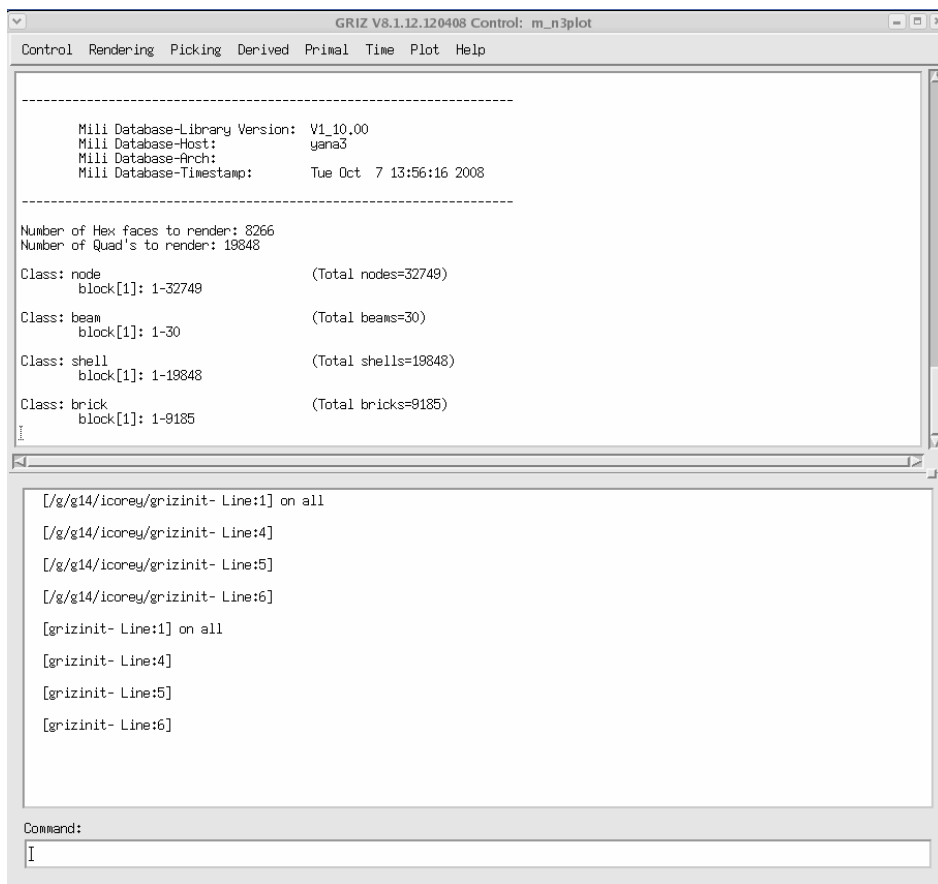 GRIZ V8.1.12.120408 Control: m_n3plot
Control Rendering Picking Derived Primal Time Plot Help
--------------------------------------------------------------------
Mili Database-Library Version: V1_10.00
Mili Database-Host: yana3
Mili Database-Arch:
Mili Database-Timestamp: Tue Oct 7 13:56:16 2008
--------------------------------------------------------------------
Number of Hex faces to render: 8266
Number of Quad's to render: 19848
Class: node (Total nodes=32749)
block[1]: 1-32749
Class: beam (Total beams=30)
block[1]: 1-30
Class: shell (Total shells=19848)
block[1]: 1-19848
Class: brick (Total bricks=9185)
block[1]: 1-9185
[/g/g14/icorey/grizinit- Line:1] on all
[/g/g14/icorey/grizinit- Line:4]
[/g/g14/icorey/grizinit- Line:5]
[/g/g14/icorey/grizinit- Line:6]
[grizinit- Line:1] on all
[grizinit- Line:4]
[grizinit- Line:5]
[grizinit- Line:6]
Command: